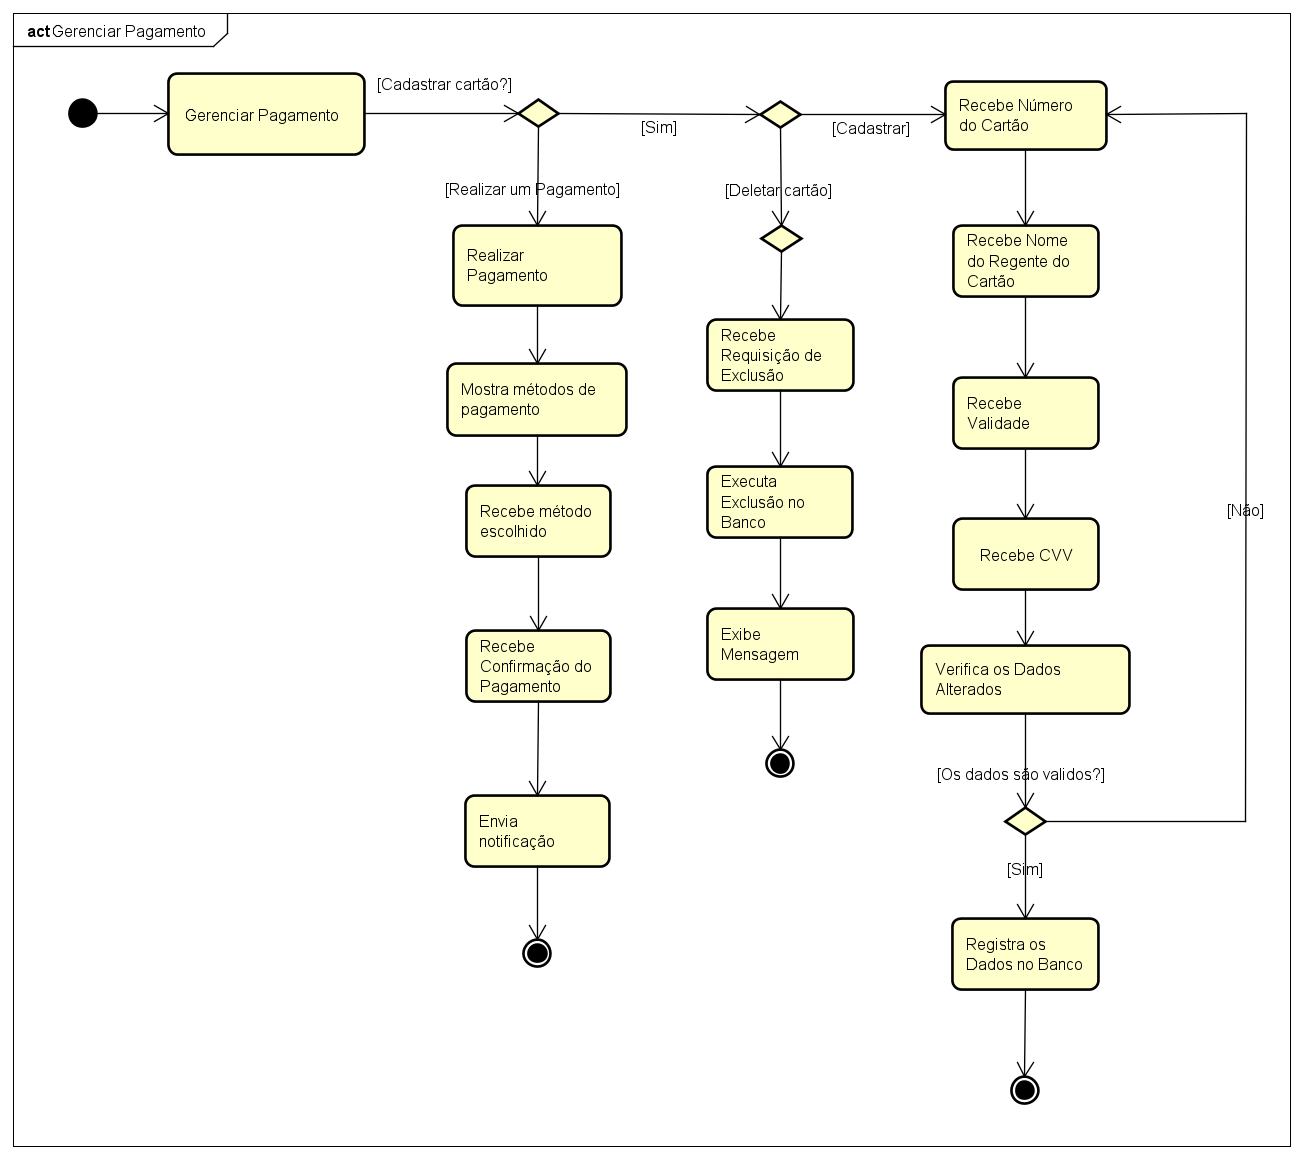 act Gerenciar Pagamento
Gerenciar Pagamento
[Cadastrar cartão?]
[Sim]
[Cadastrar]
[Realizar um Pagamento]
Realizar
Pagamento
Mostra métodos de
pagamento
Recebe método
escolhido
Recebe
Confirmação do
Pagamento
Envia
notificação
[Deletar cartão]
Recebe
Requisição de
Exclusão
Executa
Exclusão no
Banco
Exibe
Mensagem
Recebe Número
do Cartão
Recebe Nome
do Regente do
Cartão
Recebe
Validade
Recebe CVV
Verifica os Dados
Alterados
[Os dados são validos?]
[Não]
[Sim]
Registra os
Dados no Banco